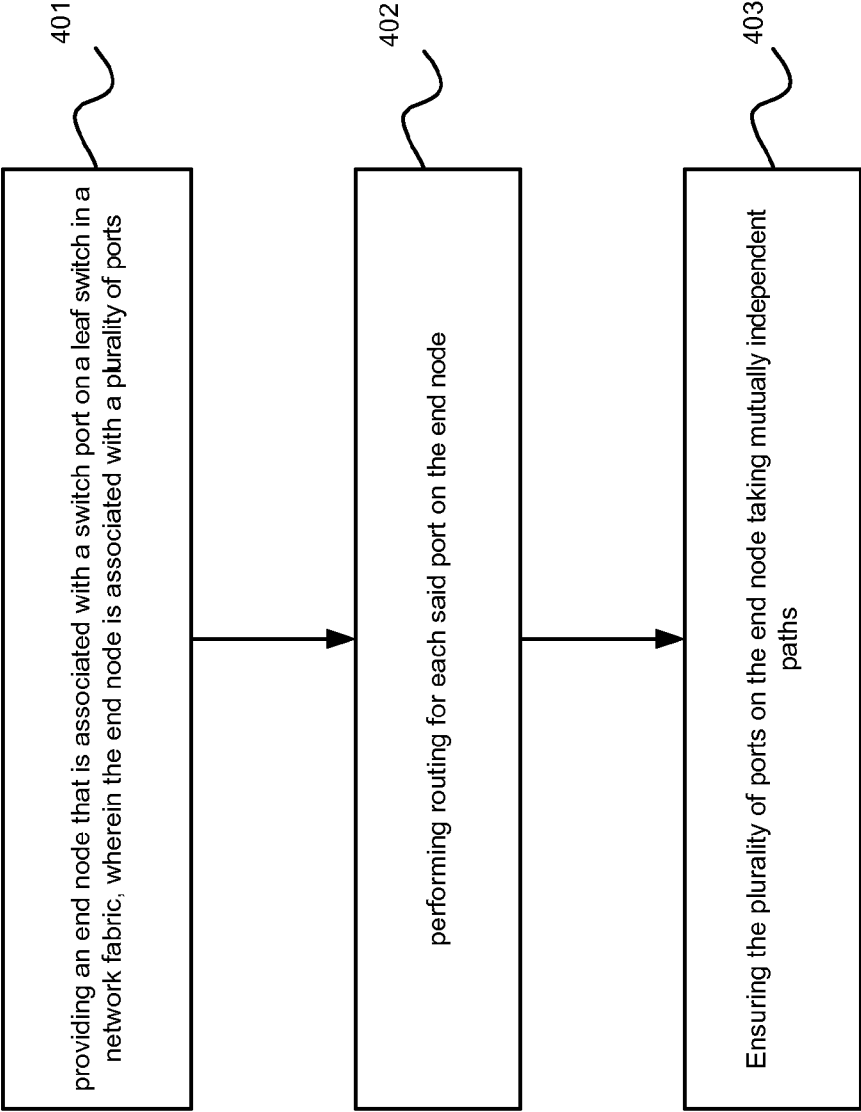 401
providing an end node that is associated with a switch port on a leaf switch in a
network fabric, wherein the end node is associated with a plurality of ports
402
performing routing for each said port on the end node
403
Ensuring the plurality of ports on the end node taking mutually independent
paths